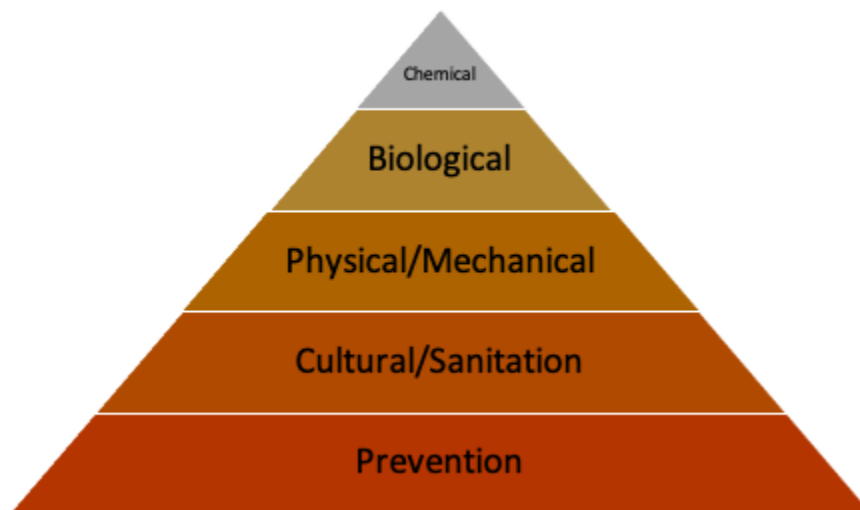 Chemical
Biological
Physical/Mechanical
Cultural/Sanitation
Prevention